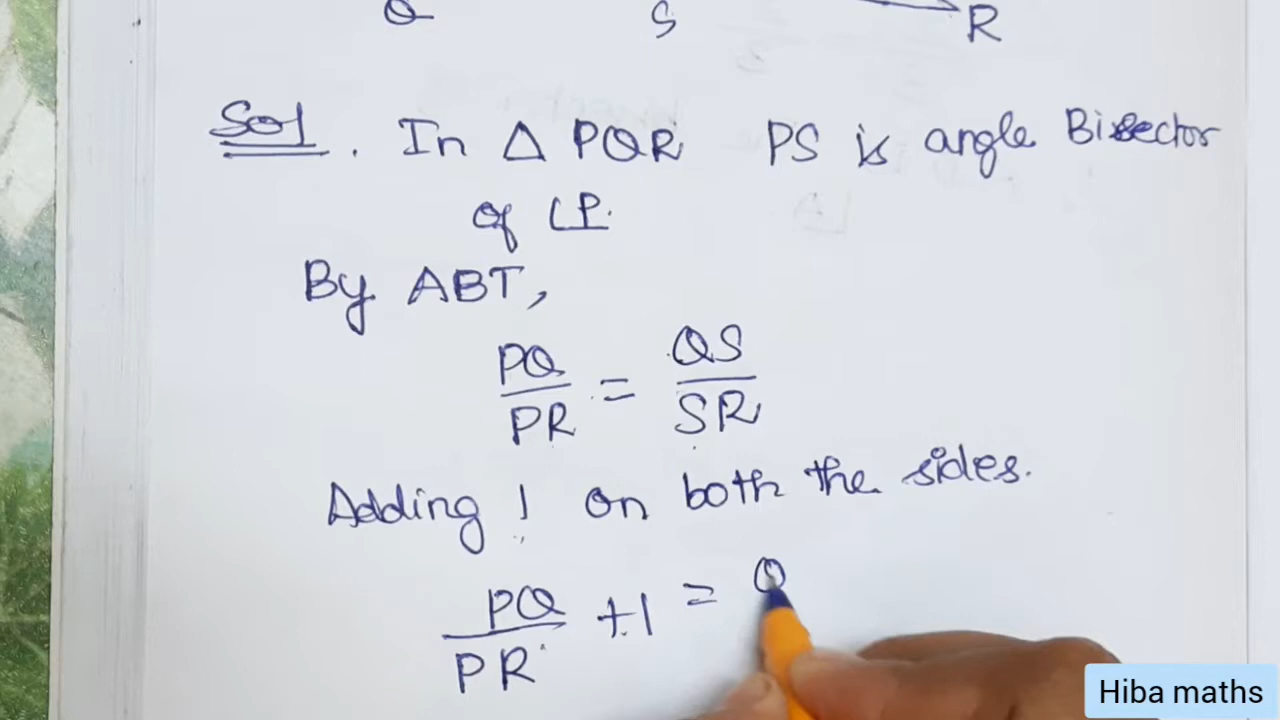 Q S R
Sol. In △ PQR PS is angle Bisector
of ∠P.
By ABT,
PQ/PR = QS/SR
Adding 1 on both the sides.
PQ/PR +1 = Q
Hiba maths